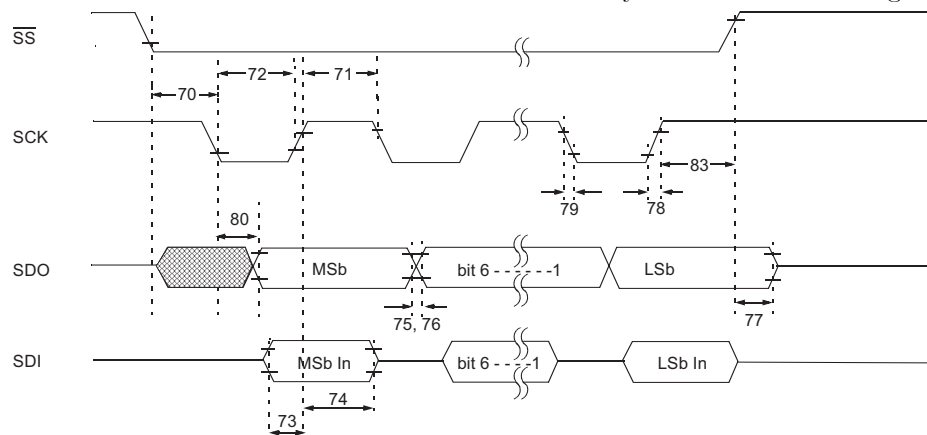 SS
70
72
71
SCK
83
79
78
80
SDO
MSb
bit 6 - - - - - -1
LSb
75, 76
77
SDI
MSb In
bit 6 - - - -1
LSb In
74
73